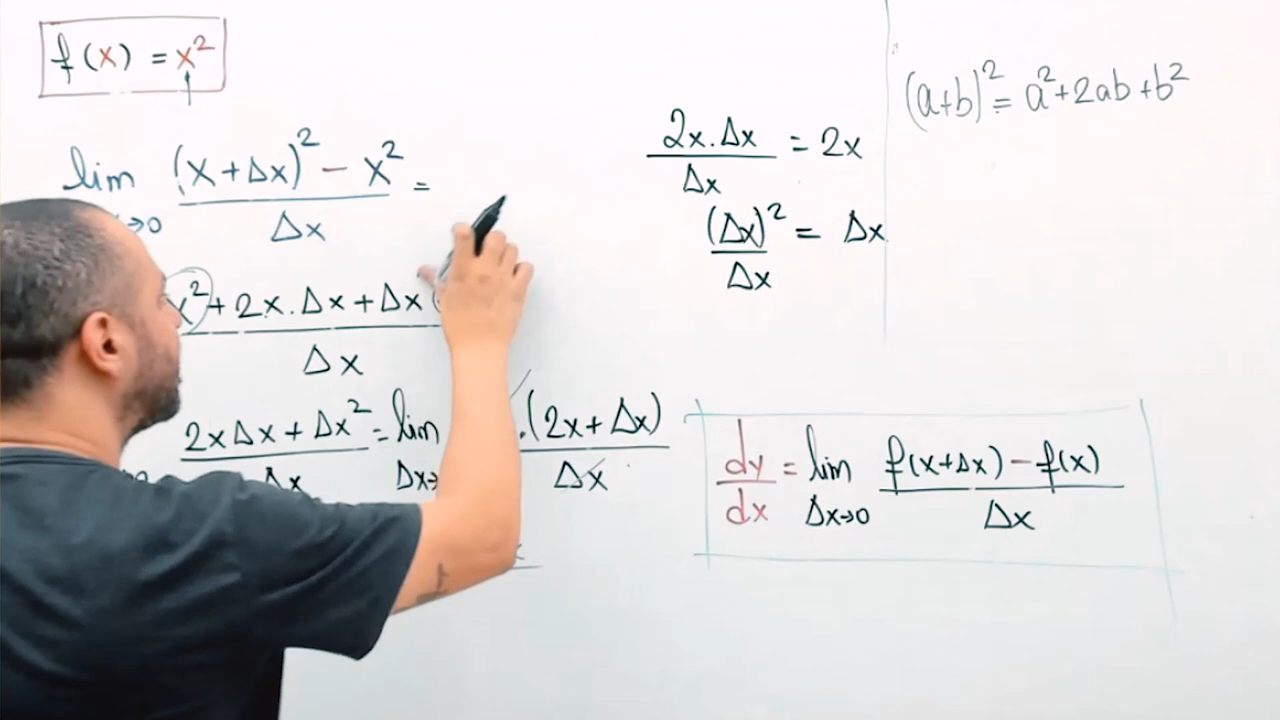 f(x) = x²
lim (x+Δx)² − x² =
→0 Δx
x² + 2x.Δx + Δx
Δx
2xΔx + Δx² = lim .(2x + Δx)
Δx Δx→ Δx
2x.Δx = 2x
Δx
(Δx)² = Δx
Δx
(a+b)² = a² + 2ab + b²
dy = lim f(x+Δx) − f(x)
dx Δx→0 Δx